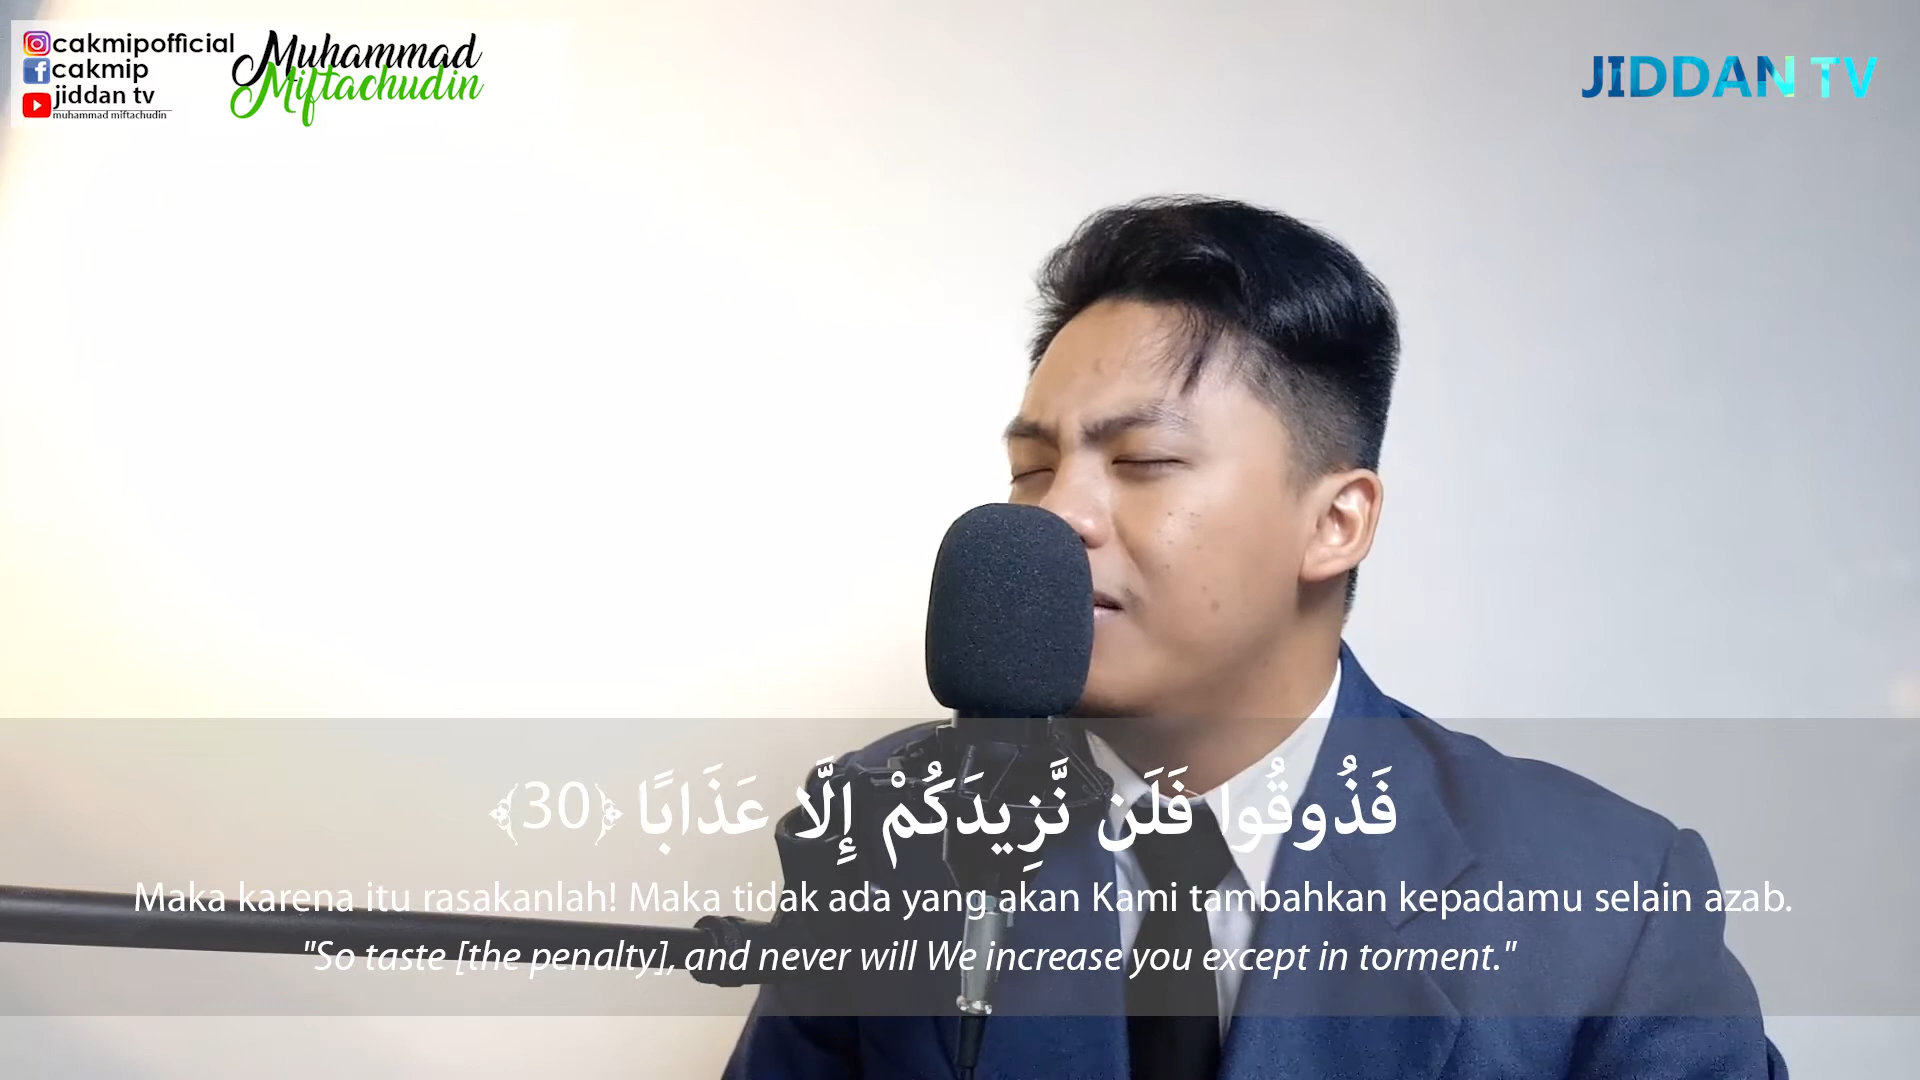 cakmipofficial
cakmip
jiddan tv
muhammad miftachudin
Muhammad
Miftachudin
JIDDAN TV
فَذُوقُوا فَلَن نَّزِيدَكُمْ إِلَّا عَذَابًا ﴿30﴾
Maka karena itu rasakanlah! Maka tidak ada yang akan Kami tambahkan kepadamu selain azab.
"So taste [the penalty], and never will We increase you except in torment."